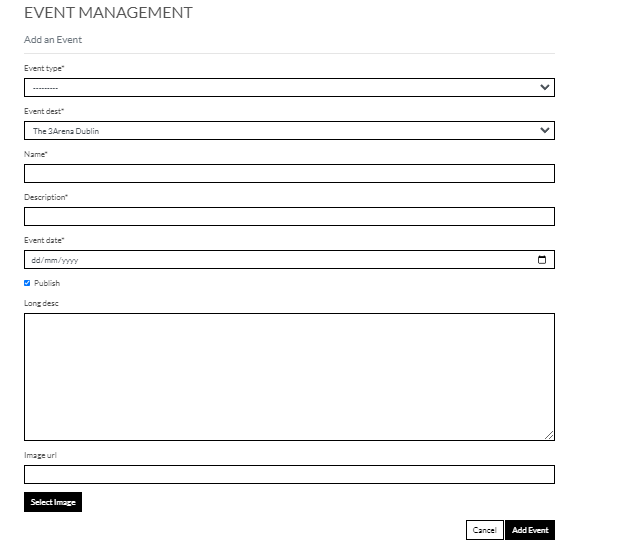 EVENT MANAGEMENT
Add an Event
Event type*
---------
Event dest*
The 3Arena Dublin
Name*
Description*
Event date*
dd/mm/yyyy
Publish
Long desc
Image url
Select Image
Cancel Add Event